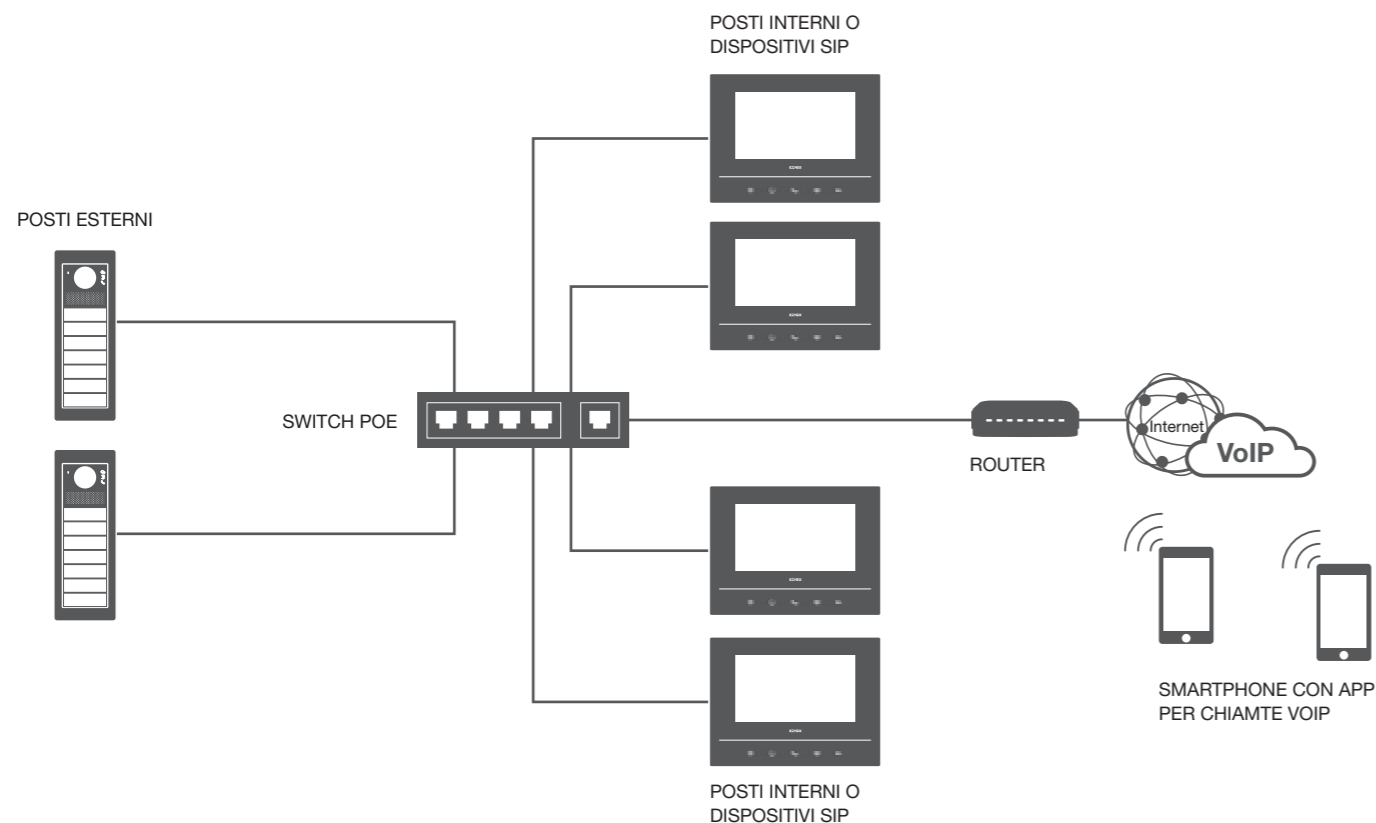 POSTI INTERNI O
DISPOSITIVI SIP
POSTI ESTERNI
SWITCH POE
ROUTER
Internet
VoIP
SMARTPHONE CON APP
PER CHIAMTE VOIP
POSTI INTERNI O
DISPOSITIVI SIP